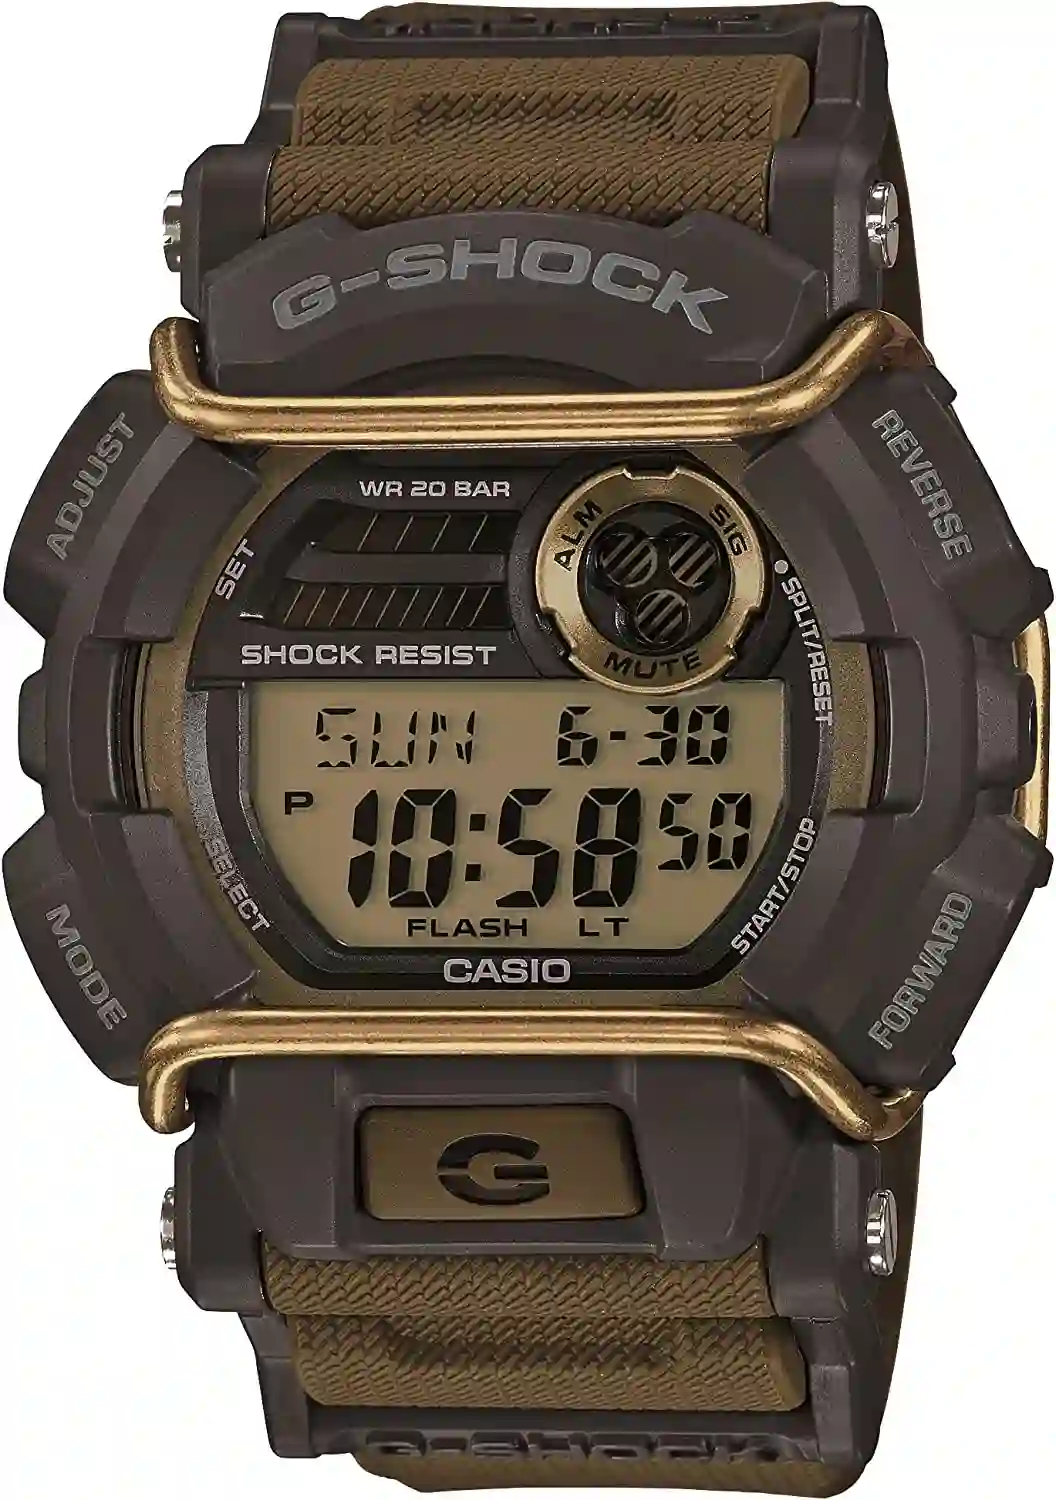 G-SHOCK
ADJUST
REVERSE
WR 20 BAR
ALM
SIG
MUTE
SET
SPLIT/RESET
SHOCK RESIST
SUN 6-30
P 10:58 50
FLASH LT
SELECT
START/STOP
CASIO
MODE
FORWARD
G
G-SHOCK